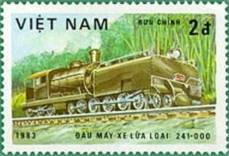 VIỆT NAM
BƯU CHÍNH 2đ
1983 ĐẦU MÁY XE LỬA LOẠI 241-000